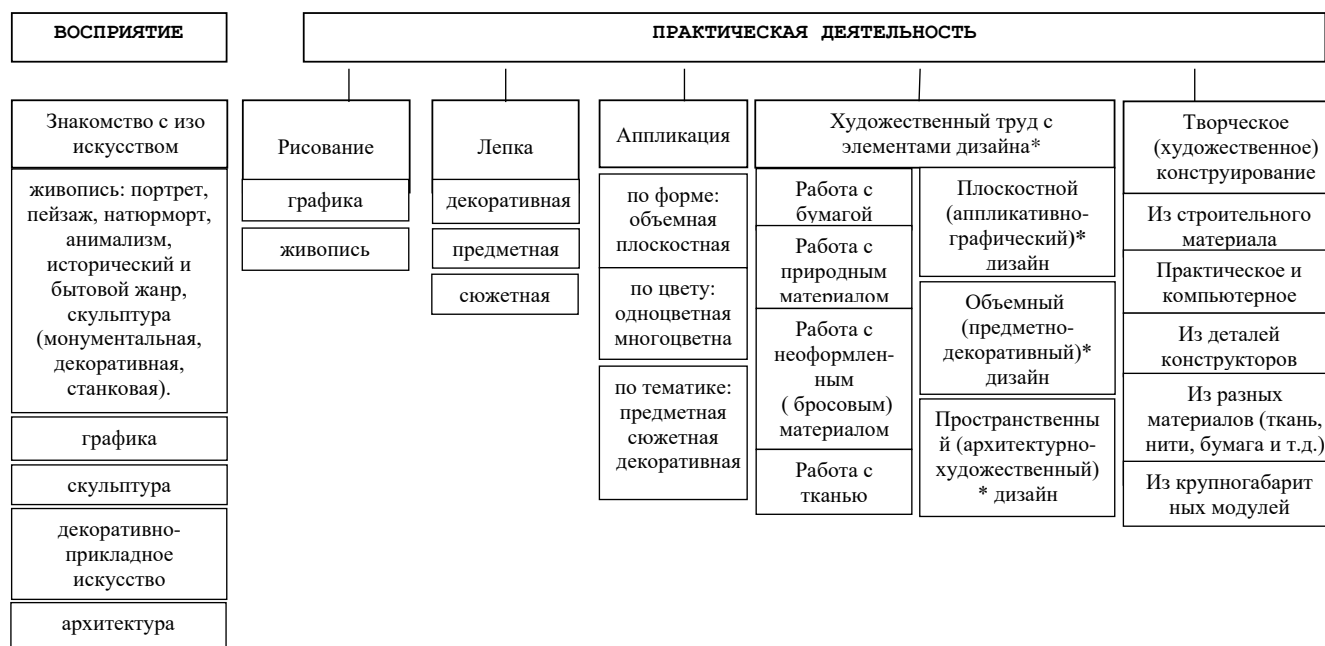 ВОСПРИЯТИЕ
ПРАКТИЧЕСКАЯ ДЕЯТЕЛЬНОСТЬ
Знакомство с изо
искусством
живопись: портрет,
пейзаж, натюрморт,
анимализм,
исторический и
бытовой жанр,
скульптура
(монументальная,
декоративная,
станковая).
графика
скульптура
декоративно-
прикладное
искусство
архитектура
Рисование
графика
живопись
Лепка
декоративная
предметная
сюжетная
Аппликация
по форме:
объемная
плоскостная
по цвету:
одноцветная
многоцветна
по тематике:
предметная
сюжетная
декоративная
Художественный труд с
элементами дизайна*
Работа с
бумагой
Работа с
природным
материалом
Работа с
неоформлен-
ным
( бросовым)
материалом
Работа с
тканью
Плоскостной
(аппликативно-
графический)*
дизайн
Объемный
(предметно-
декоративный)*
дизайн
Пространственны
й (архитектурно-
художественный)
* дизайн
Творческое
(художественное)
конструирование
Из строительного
материала
Практическое и
компьютерное
Из деталей
конструкторов
Из разных
материалов (ткань,
нити, бумага и т.д.)
Из крупногабарит
ных модулей